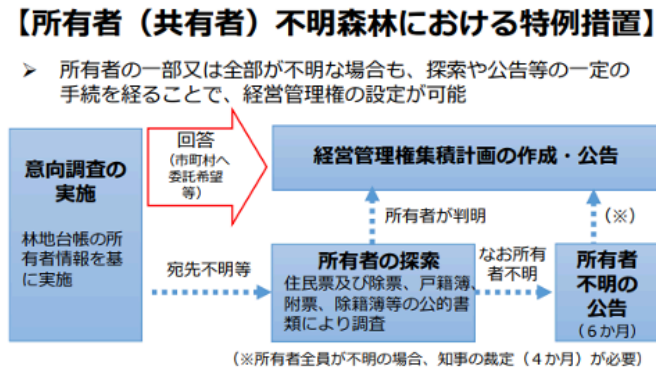 【所有者（共有者）不明森林における特例措置】
➢ 所有者の一部又は全部が不明な場合も、探索や公告等の一定の
手続を経ることで、経営管理権の設定が可能
意向調査の
実施
林地台帳の所
有者情報を基
に実施
回答
（市町村へ
委託希望
等）
経営管理権集積計画の作成・公告
所有者が判明
（※）
宛先不明等
所有者の探索
住民票及び除票、戸籍簿、
附票、除籍簿等の公的書
類により調査
なお所有
者不明
所有者
不明の
公告
（６か月）
（※所有者全員が不明の場合、知事の裁定（４か月）が必要）